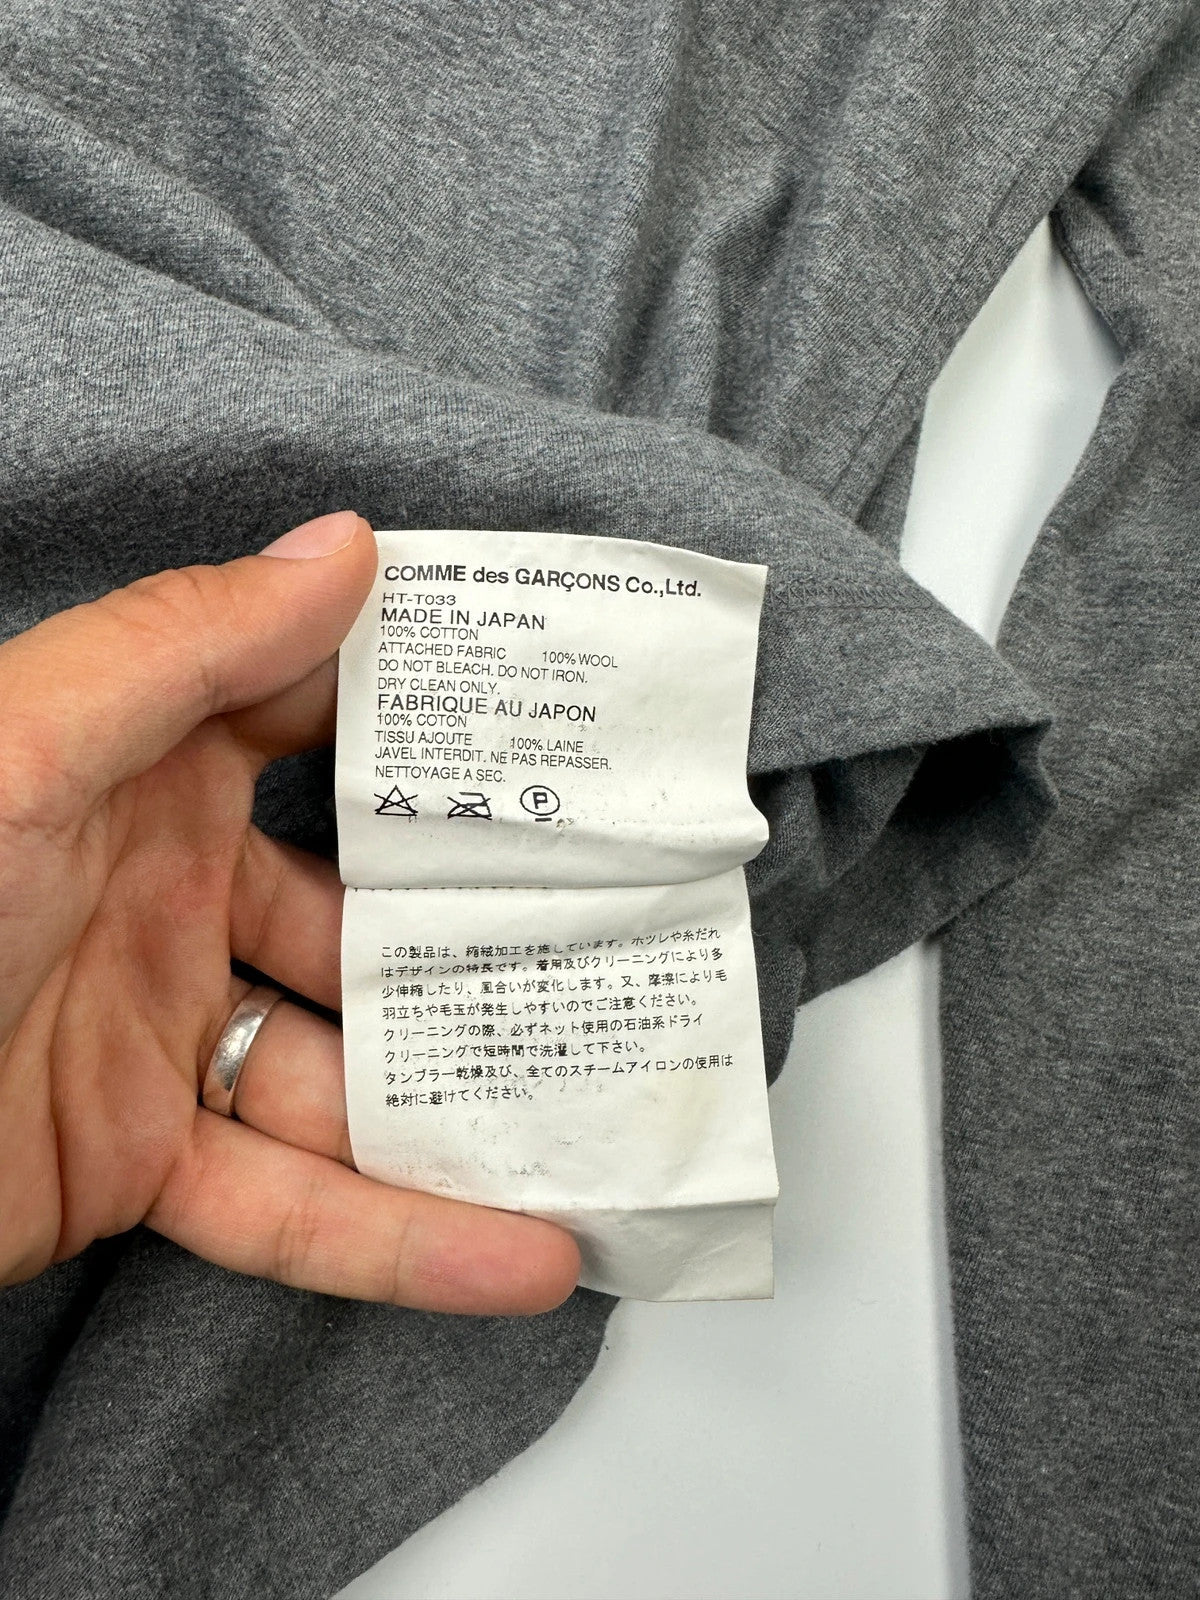 COMME des GARÇONS Co.,Ltd.
HT-T033
MADE IN JAPAN
100% COTTON
ATTACHED FABRIC 100% WOOL
DO NOT BLEACH. DO NOT IRON.
DRY CLEAN ONLY.
FABRIQUE AU JAPON
100% COTON
TISSU AJOUTE 100% LAINE
JAVEL INTERDIT. NE PAS REPASSER.
NETTOYAGE A SEC.
P
この製品は、縮絨加工を施しています。ホツレや糸だれ
はデザインの特長です。着用及びクリーニングにより多
少伸縮したり、風合いが変化します。又、摩擦により毛
羽立ちや毛玉が発生しやすいのでご注意ください。
クリーニングの際、必ずネット使用の石油系ドライ
クリーニングで短時間で洗濯して下さい。
タンブラー乾燥及び、全てのスチームアイロンの使用は
絶対に避けてください。